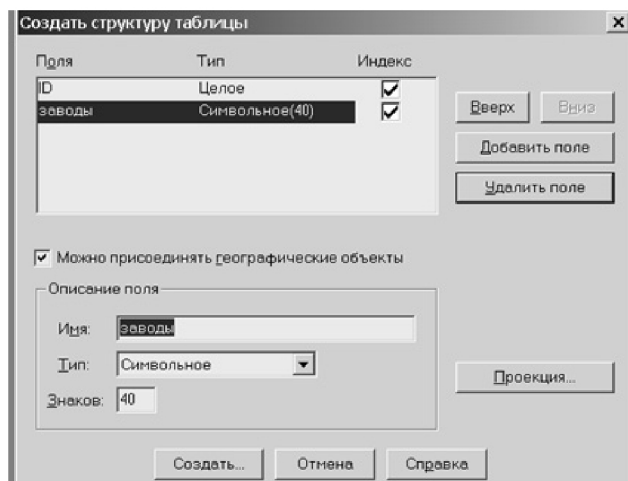 Создать структуру таблицы
Поля Тип Индекс
ID Целое
заводы Символьное(40)
Вверх Вниз
Добавить поле
Удалить поле
Можно присоединять географические объекты
Описание поля
Имя: заводы
Тип: Символьное
Знаков: 40
Проекция...
Создать... Отмена Справка